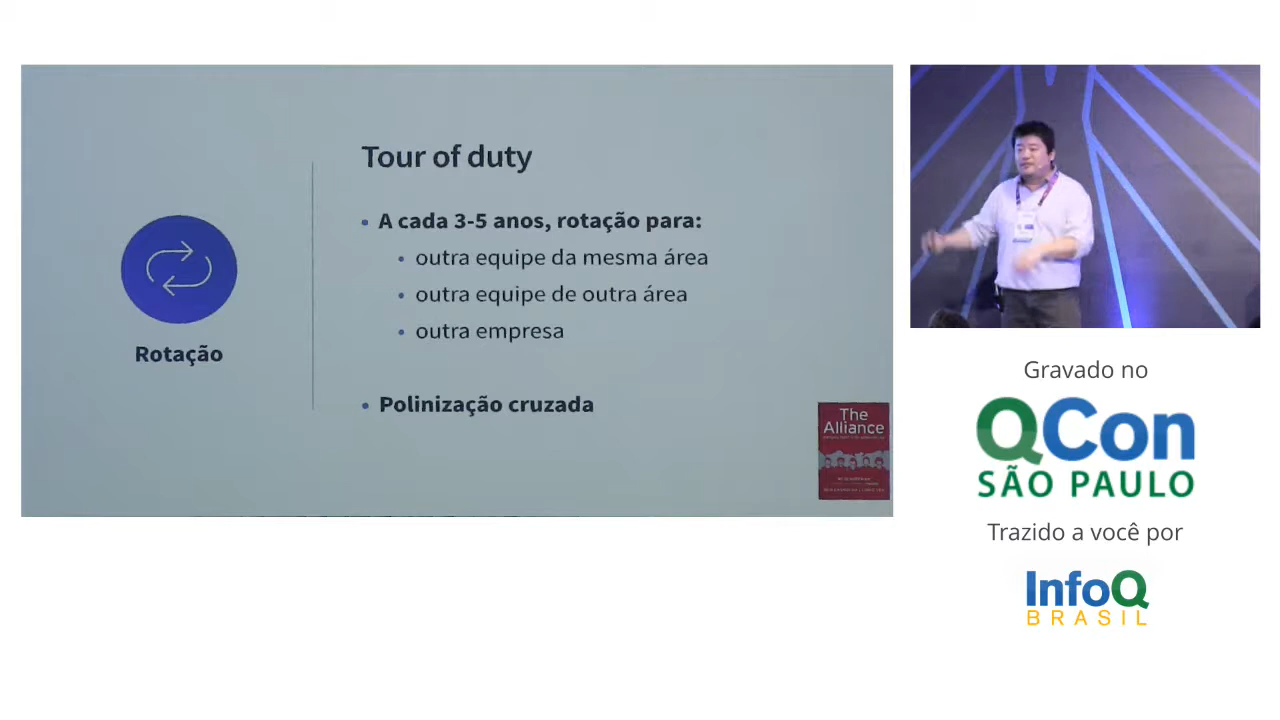 Tour of duty
A cada 3-5 anos, rotação para:
outra equipe da mesma área
outra equipe de outra área
outra empresa
Polinização cruzada
Rotação
The
Alliance
Gravado no
QCon
SÃO PAULO
Trazido a você por
InfoQ
BRASIL